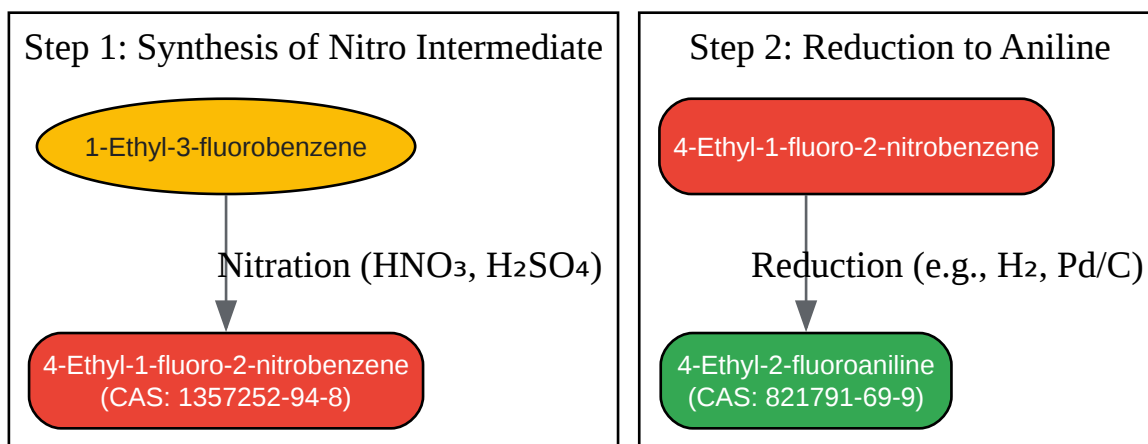 Step 1: Synthesis of Nitro Intermediate
1-Ethyl-3-fluorobenzene
Nitration (HNO₃, H₂SO₄)
4-Ethyl-1-fluoro-2-nitrobenzene
(CAS: 1357252-94-8)
Step 2: Reduction to Aniline
4-Ethyl-1-fluoro-2-nitrobenzene
Reduction (e.g., H₂, Pd/C)
4-Ethyl-2-fluoroaniline
(CAS: 821791-69-9)